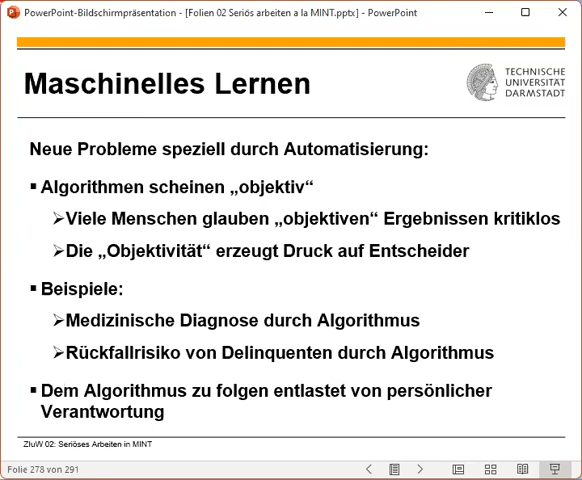 PowerPoint-Bildschirmpräsentation - [Folien 02 Seriös arbeiten a la MINT.pptx] - PowerPoint
Maschinelles Lernen
TECHNISCHE
UNIVERSITÄT
DARMSTADT
Neue Probleme speziell durch Automatisierung:
▪ Algorithmen scheinen „objektiv“
➢Viele Menschen glauben „objektiven“ Ergebnissen kritiklos
➢Die „Objektivität“ erzeugt Druck auf Entscheider
▪ Beispiele:
➢Medizinische Diagnose durch Algorithmus
➢Rückfallrisiko von Delinquenten durch Algorithmus
▪ Dem Algorithmus zu folgen entlastet von persönlicher
Verantwortung
ZIuW 02: Seriöses Arbeiten in MINT
Folie 278 von 291